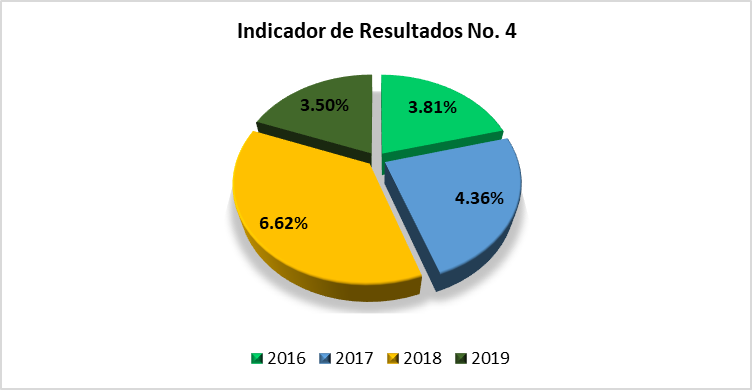 Indicador de Resultados No. 4
3.50% 3.81%
4.36%
6.62%
2016 2017 2018 2019